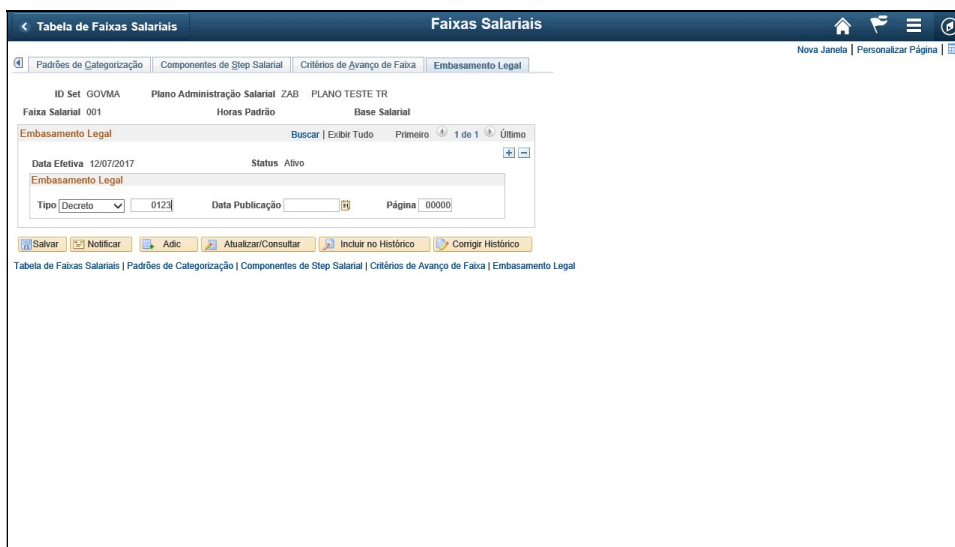 Tabela de Faixas Salariais
Faixas Salariais
Nova Janela | Personalizar Página |
Padrões de Categorização
Componentes de Step Salarial
Critérios de Avanço de Faixa
Embasamento Legal
ID Set GOVMA Plano Administração Salarial ZAB PLANO TESTE TR
Faixa Salarial 001 Horas Padrão Base Salarial
Embasamento Legal Buscar | Exibir Tudo Primeiro 1 de 1 Último
Data Efetiva 12/07/2017 Status Ativo
Embasamento Legal
Tipo Decreto 0123 Data Publicação Página 00000
Salvar Notificar Adic Atualizar/Consultar Incluir no Histórico Corrigir Histórico
Tabela de Faixas Salariais | Padrões de Categorização | Componentes de Step Salarial | Critérios de Avanço de Faixa | Embasamento Legal